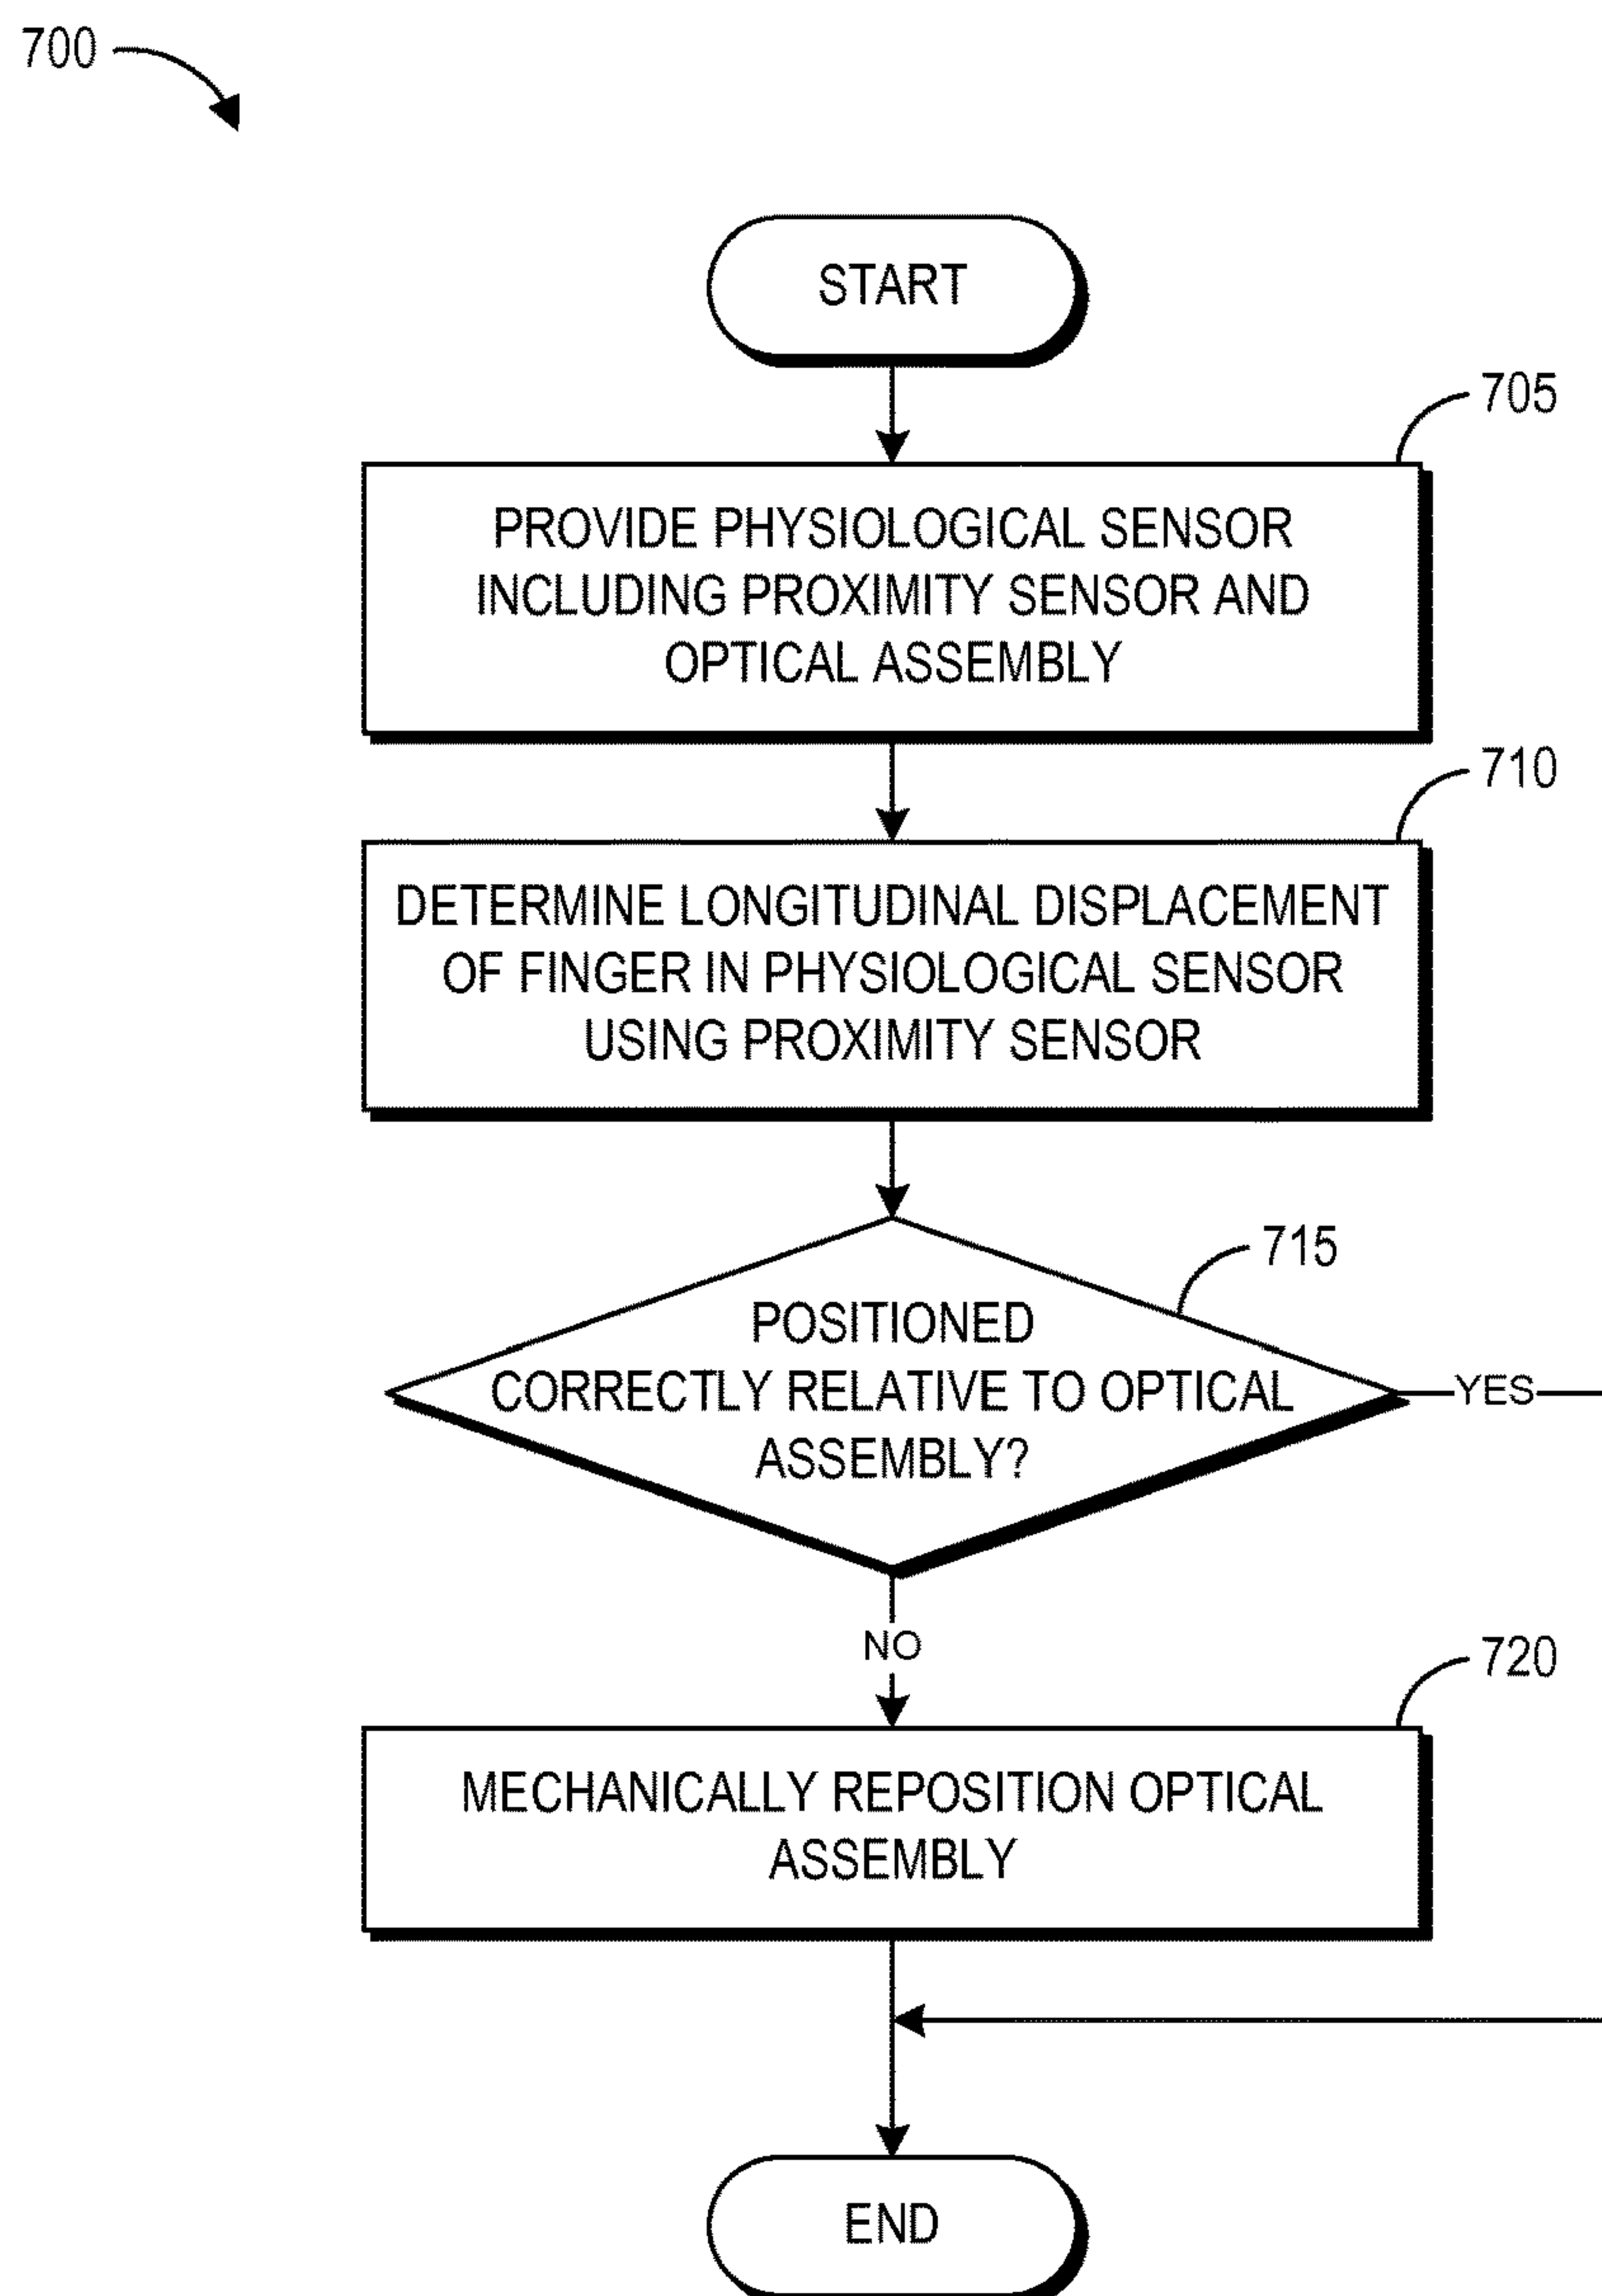 700
START
705
PROVIDE PHYSIOLOGICAL SENSOR
INCLUDING PROXIMITY SENSOR AND
OPTICAL ASSEMBLY
710
DETERMINE LONGITUDINAL DISPLACEMENT
OF FINGER IN PHYSIOLOGICAL SENSOR
USING PROXIMITY SENSOR
715
POSITIONED
CORRECTLY RELATIVE TO OPTICAL
ASSEMBLY?
YES
NO
720
MECHANICALLY REPOSITION OPTICAL
ASSEMBLY
END